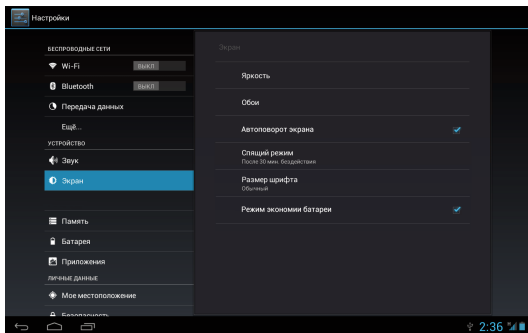 Настройки
БЕСПРОВОДНЫЕ СЕТИ
Wi-Fi
ВЫКЛ
Bluetooth
ВЫКЛ
Передача данных
Ещё...
УСТРОЙСТВО
Звук
Экран
Память
Батарея
Приложения
ЛИЧНЫЕ ДАННЫЕ
Мое местоположение
Безопасность
Экран
Яркость
Обои
Автоповорот экрана
Спящий режим
После 30 мин. бездействия
Размер шрифта
Обычный
Режим экономии батареи
2:36